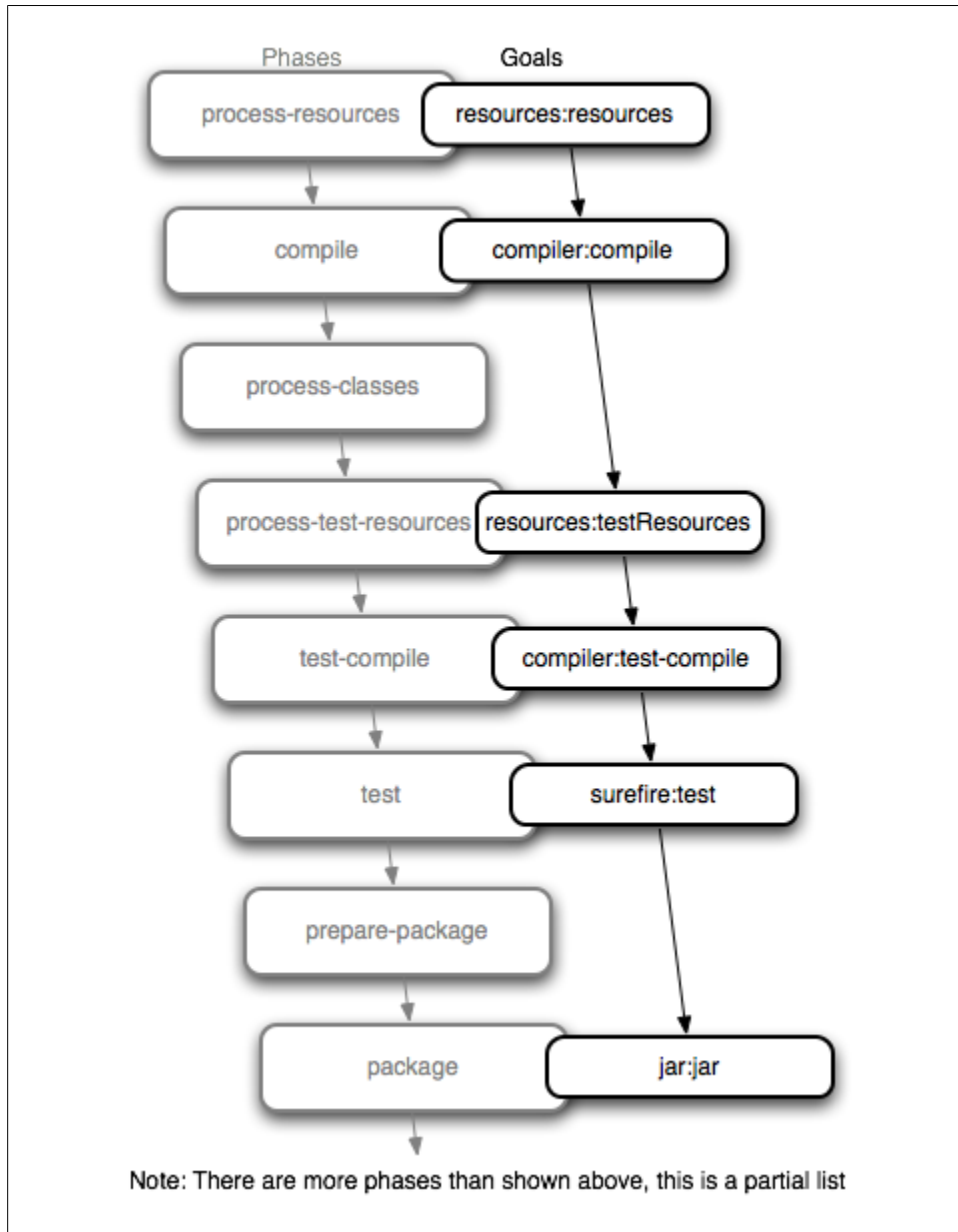 Phases Goals
process-resources resources:resources
compile compiler:compile
process-classes
process-test-resources resources:testResources
test-compile compiler:test-compile
test surefire:test
prepare-package
package jar:jar
Note: There are more phases than shown above, this is a partial list